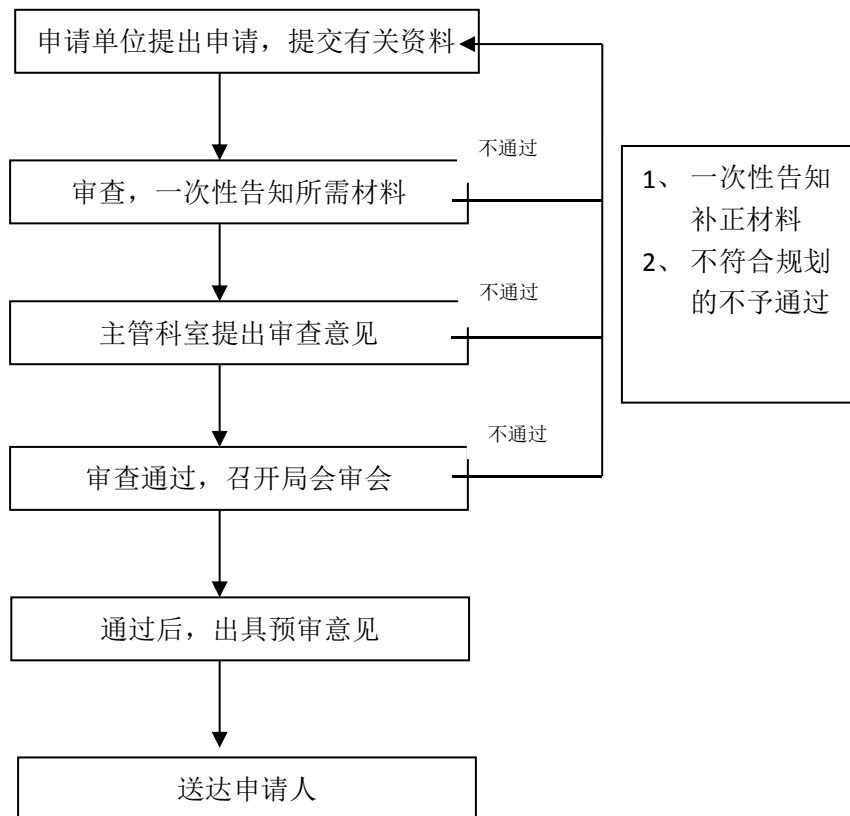 申请单位提出申请，提交有关资料
不通过
审查，一次性告知所需材料
1、 一次性告知
补正材料
2、 不符合规划
的不予通过
不通过
主管科室提出审查意见
不通过
审查通过，召开局会审会
通过后，出具预审意见
送达申请人